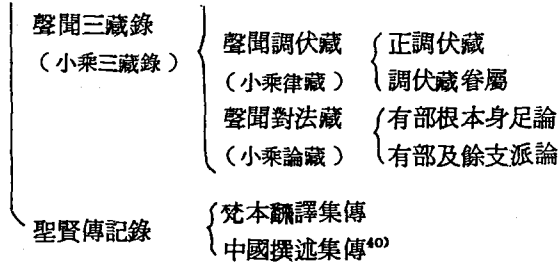 聲聞三藏錄
（小乘三藏錄）
聲聞調伏藏
（小乘律藏）
正調伏藏
調伏藏眷屬
聲聞對法藏
（小乘論藏）
有部根本身足論
有部及餘支派論
聖賢傳記錄
梵本飜譯集傳
中國撰述集傳⁴⁰⁾